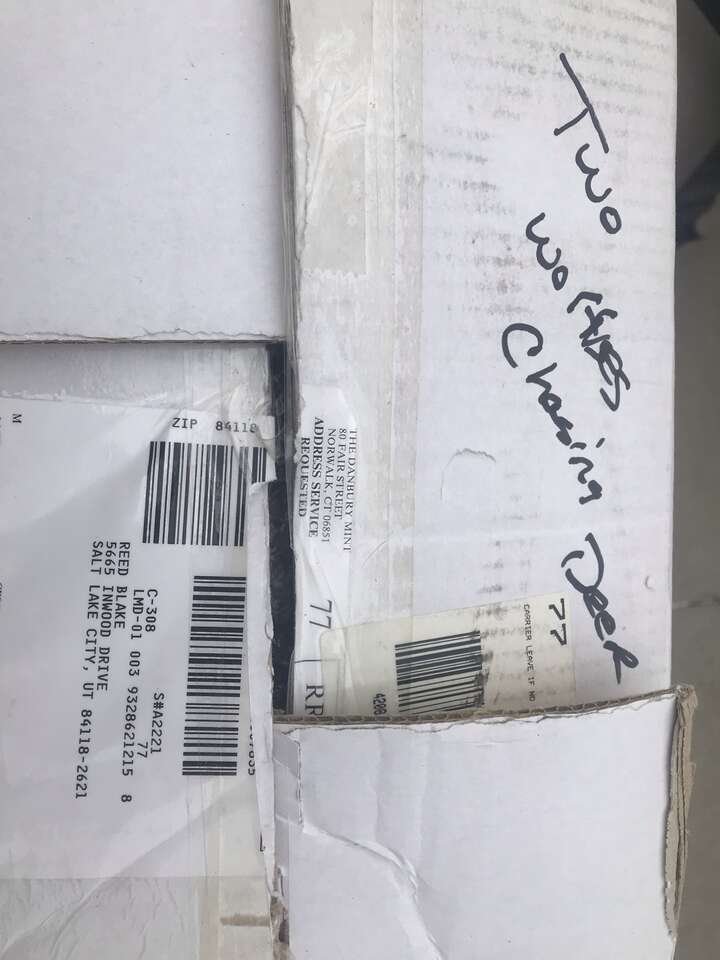 Two
Wolves
Chasing Deer
THE DANBURY MINT
80 FAIR STREET
NORWALK, CT 06851
ADDRESS SERVICE
REQUESTED
77
RR
77
CARRIER LEAVE IF NO
4208
ZIP 84118
S#A2221
C-308 77
LMD-01 003 9328621215 8
REED BLAKE
5665 INWOOD DRIVE
SALT LAKE CITY, UT 84118-2621
M